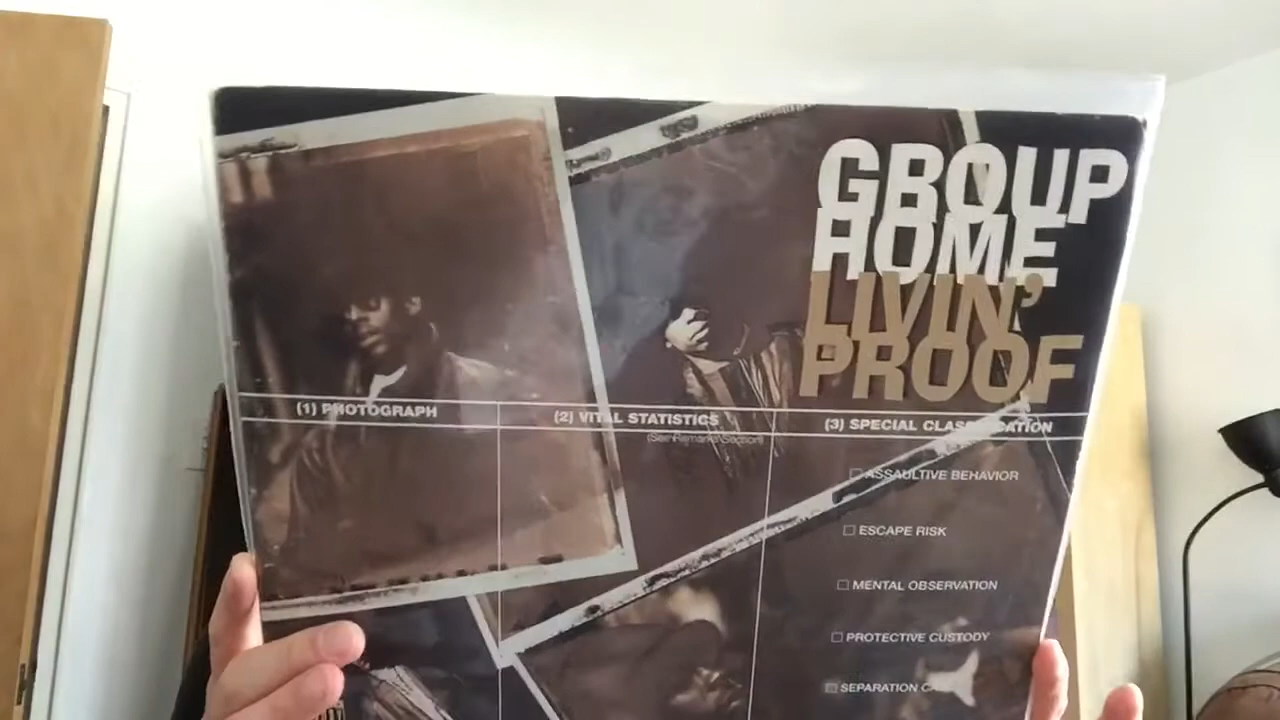 GROUP
HOME
LIVIN'
PROOF
(1) PHOTOGRAPH
(2) VITAL STATISTICS
(3) SPECIAL CLASSIFICATION
(See Remarks Section)
ASSAULTIVE BEHAVIOR
ESCAPE RISK
MENTAL OBSERVATION
PROTECTIVE CUSTODY
SEPARATION